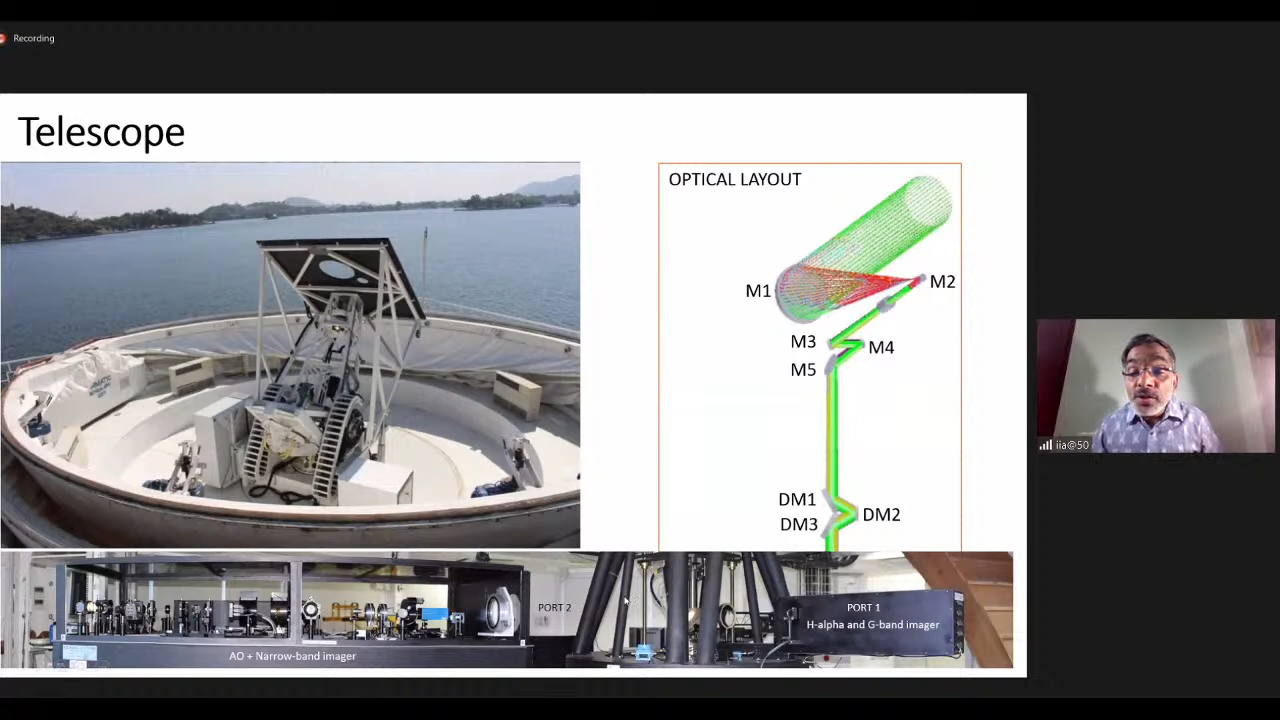 Recording
Telescope
OPTICAL LAYOUT
M1
M2
M3
M4
M5
DM1
DM2
DM3
PORT 2
AO + Narrow-band imager
PORT 1
H-alpha and G-band imager
iia@50